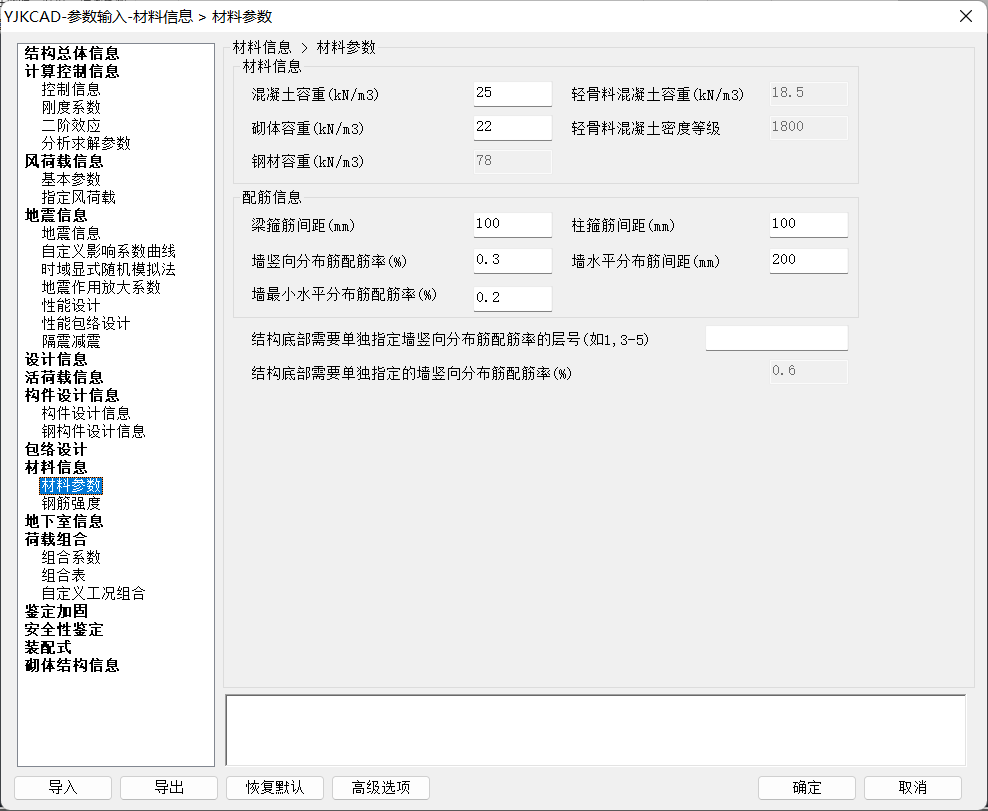 YJKCAD-参数输入-材料信息 > 材料参数
结构总体信息
计算控制信息
控制信息
刚度系数
二阶效应
分析求解参数
风荷载信息
基本参数
指定风荷载
地震信息
地震信息
自定义影响系数曲线
时域显式随机模拟法
地震作用放大系数
性能设计
性能包络设计
隔震减震
设计信息
活荷载信息
构件设计信息
构件设计信息
钢构件设计信息
包络设计
材料信息
材料参数
钢筋强度
地下室信息
荷载组合
组合系数
组合表
自定义工况组合
鉴定加固
安全性鉴定
装配式
砌体结构信息
材料信息 > 材料参数
材料信息
混凝土容重(kN/m3) 25 轻骨料混凝土容重(kN/m3) 18.5
砌体容重(kN/m3) 22 轻骨料混凝土密度等级 1800
钢材容重(kN/m3) 78
配筋信息
梁箍筋间距(mm) 100 柱箍筋间距(mm) 100
墙竖向分布筋配筋率(%) 0.3 墙水平分布筋间距(mm) 200
墙最小水平分布筋配筋率(%) 0.2
结构底部需要单独指定墙竖向分布筋配筋率的层号(如1,3-5)
结构底部需要单独指定的墙竖向分布筋配筋率(%) 0.6
导入 导出 恢复默认 高级选项 确定 取消